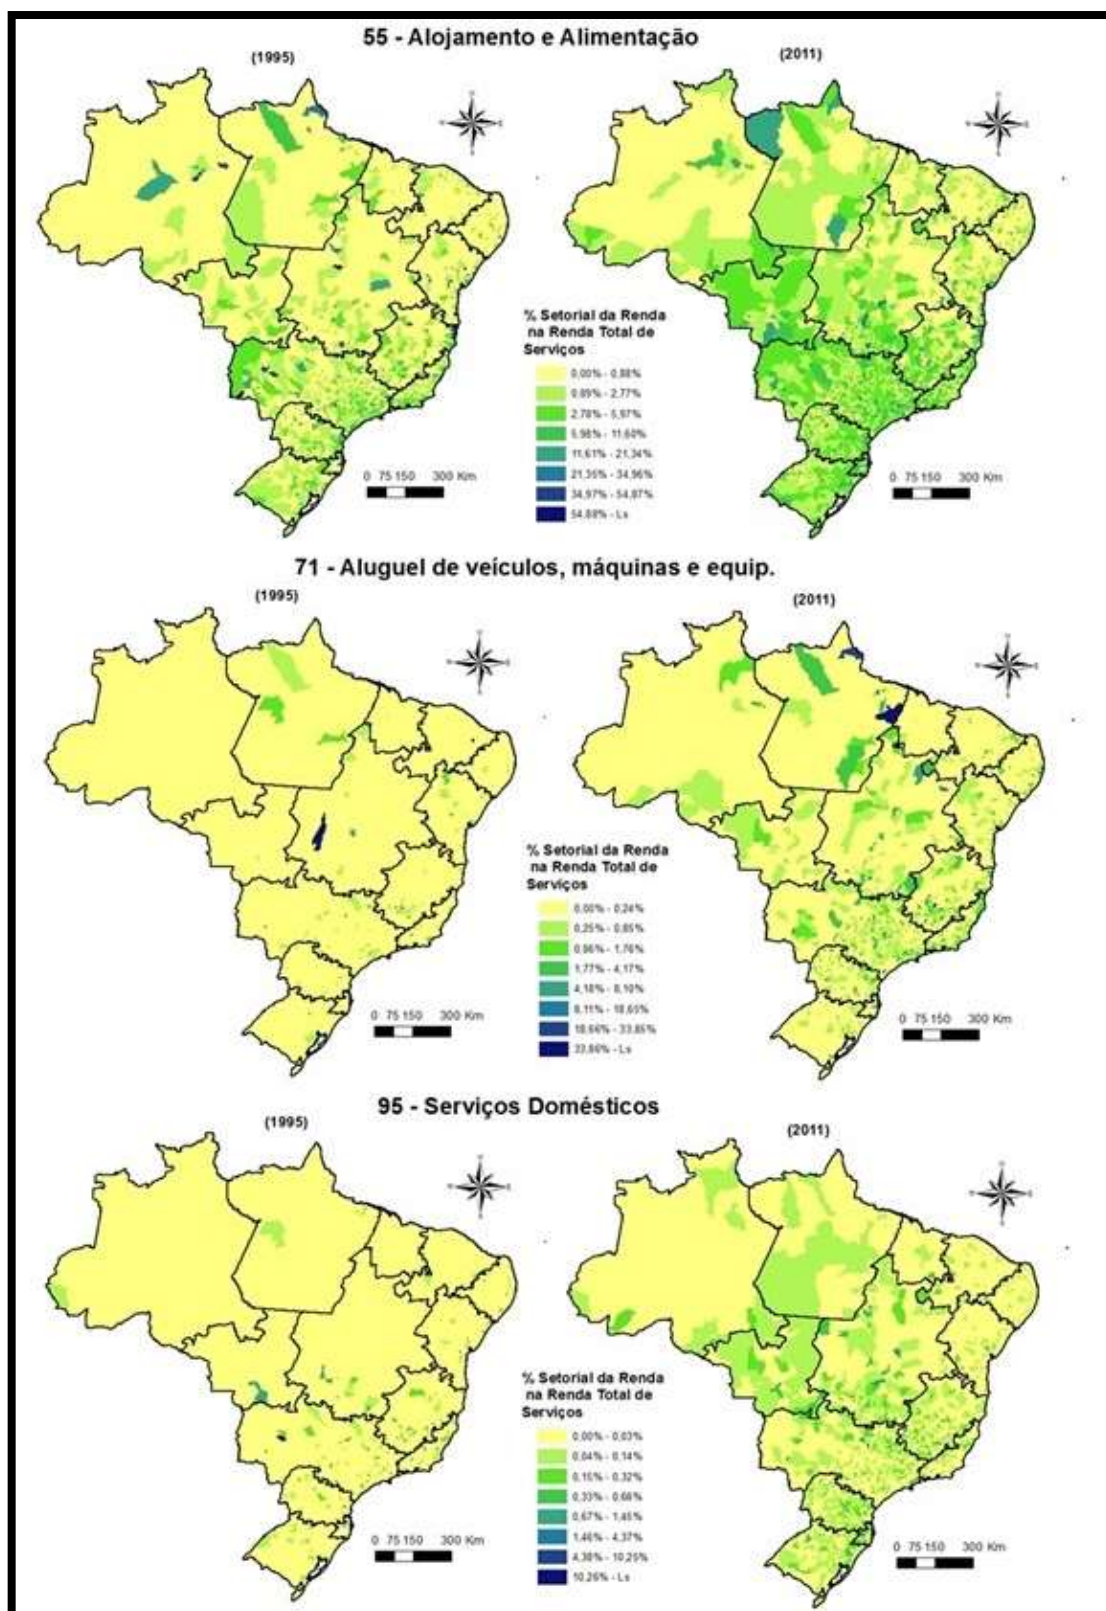 55 - Alojamento e Alimentação
(1995)
(2011)
% Setorial da Renda
na Renda Total de
Serviços
0,00% - 0,88%
0,89% - 2,77%
2,78% - 5,97%
5,98% - 11,60%
11,61% - 21,34%
21,35% - 34,96%
34,97% - 54,87%
54,88% - Ls
0 75 150 300 Km
0 75 150 300 Km
71 - Aluguel de veículos, máquinas e equip.
(1995)
(2011)
% Setorial da Renda
na Renda Total de
Serviços
0,00% - 0,24%
0,25% - 0,85%
0,86% - 1,76%
1,77% - 4,17%
4,18% - 8,10%
8,11% - 18,65%
18,66% - 33,85%
33,86% - Ls
0 75 150 300 Km
0 75 150 300 Km
95 - Serviços Domésticos
(1995)
(2011)
% Setorial da Renda
na Renda Total de
Serviços
0,00% - 0,03%
0,04% - 0,14%
0,15% - 0,32%
0,33% - 0,66%
0,67% - 1,45%
1,46% - 4,37%
4,38% - 10,25%
10,26% - Ls
0 75 150 300 Km
0 75 150 300 Km